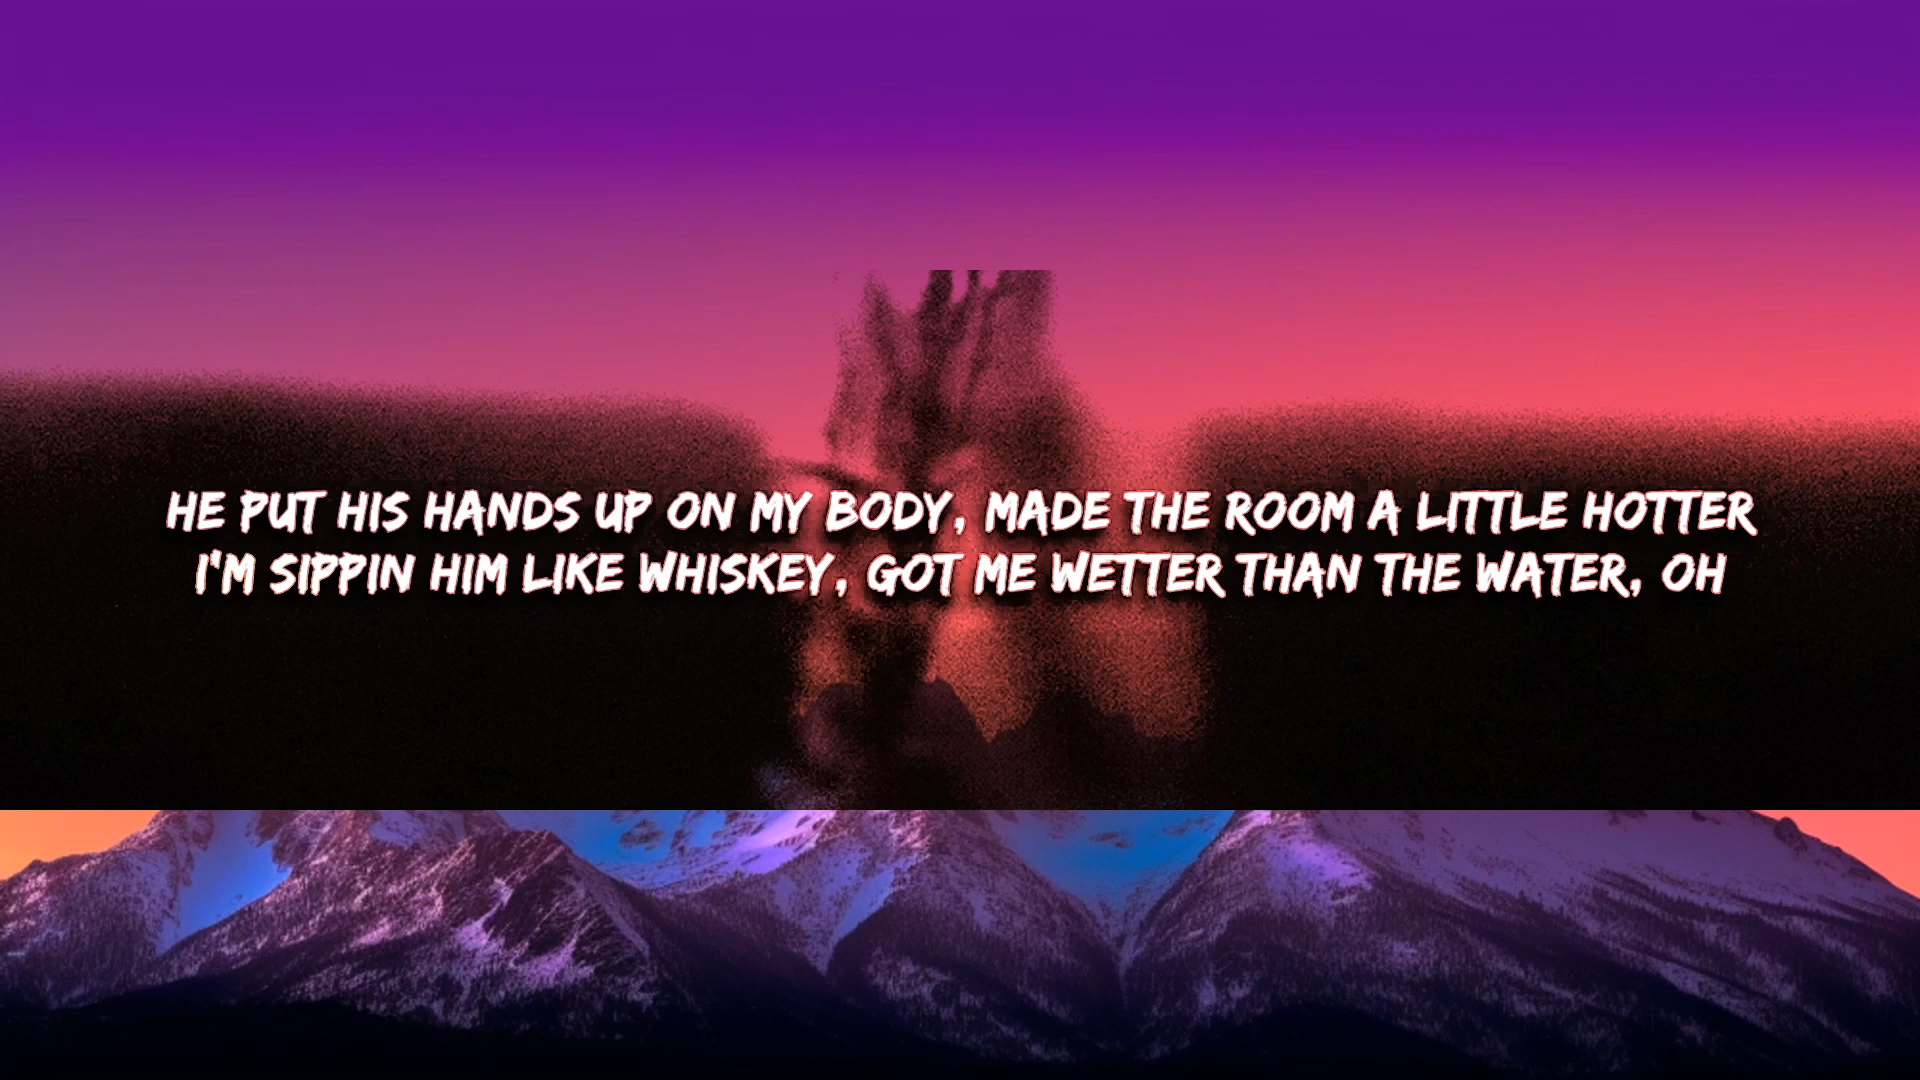 HE PUT HIS HANDS UP ON MY BODY, MADE THE ROOM A LITTLE HOTTER
I'M SIPPIN HIM LIKE WHISKEY, GOT ME WETTER THAN THE WATER, OH